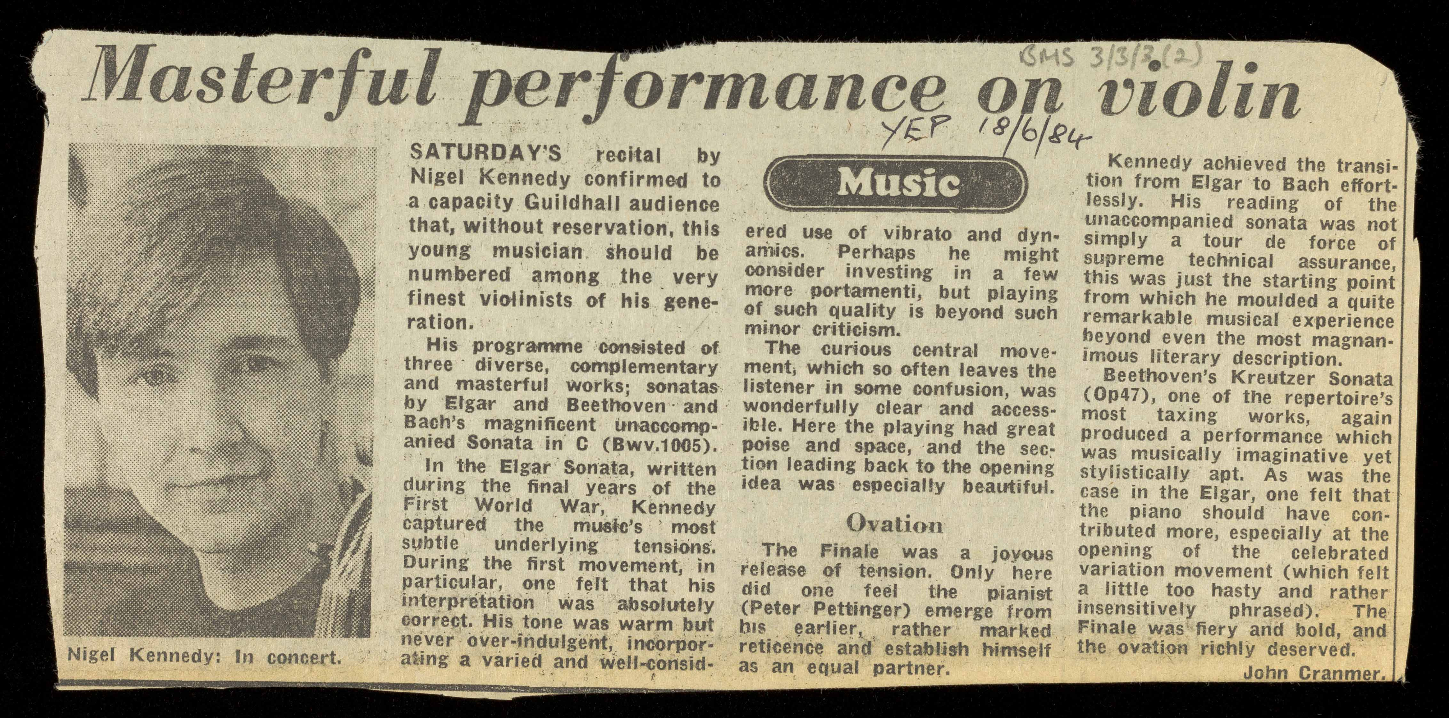 Masterful performance on violin
BMS 3/3/3(2)
YEP 18/6/84
Nigel Kennedy: In concert.
SATURDAY'S recital by
Nigel Kennedy confirmed to
a capacity Guildhall audience
that, without reservation, this
young musician should be
numbered among the very
finest violinists of his gene-
ration.
His programme consisted of
three diverse, complementary
and masterful works; sonatas
by Elgar and Beethoven and
Bach's magnificent unaccomp-
anied Sonata in C (Bwv.1005).
In the Elgar Sonata, written
during the final years of the
First World War, Kennedy
captured the music's most
subtle underlying tensions.
During the first movement, in
particular, one felt that his
interpretation was absolutely
correct. His tone was warm but
never over-indulgent, incorpor-
ating a varied and well-consid-
Music
ered use of vibrato and dyn-
amics. Perhaps he might
consider investing in a few
more portamenti, but playing
of such quality is beyond such
minor criticism.
The curious central move-
ment, which so often leaves the
listener in some confusion, was
wonderfully clear and access-
ible. Here the playing had great
poise and space, and the sec-
tion leading back to the opening
idea was especially beautiful.
Ovation
The Finale was a joyous
release of tension. Only here
did one feel the pianist
(Peter Pettinger) emerge from
his earlier, rather marked
reticence and establish himself
as an equal partner.
Kennedy achieved the transi-
tion from Elgar to Bach effort-
lessly. His reading of the
unaccompanied sonata was not
simply a tour de force of
supreme technical assurance,
this was just the starting point
from which he moulded a quite
remarkable musical experience
beyond even the most magnan-
imous literary description.
Beethoven's Kreutzer Sonata
(Op47), one of the repertoire's
most taxing works, again
produced a performance which
was musically imaginative yet
stylistically apt. As was the
case in the Elgar, one felt that
the piano should have con-
tributed more, especially at the
opening of the celebrated
variation movement (which felt
a little too hasty and rather
insensitively phrased). The
Finale was fiery and bold, and
the ovation richly deserved.
John Cranmer.